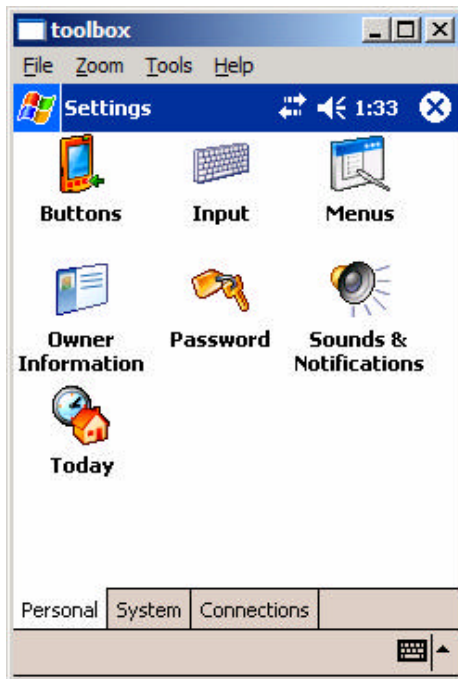 toolbox
File Zoom Tools Help
Settings 1:33
Buttons Input Menus
Owner Information Password Sounds & Notifications
Today
Personal System Connections